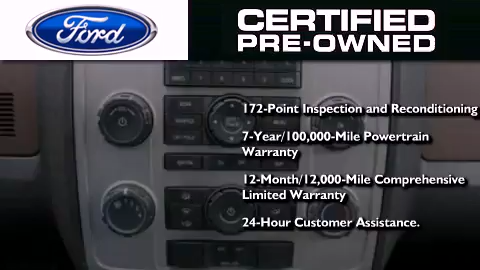 Ford
CERTIFIED
PRE-OWNED
172-Point Inspection and Reconditioning
7-Year/100,000-Mile Powertrain
Warranty
12-Month/12,000-Mile Comprehensive
Limited Warranty
24-Hour Customer Assistance.